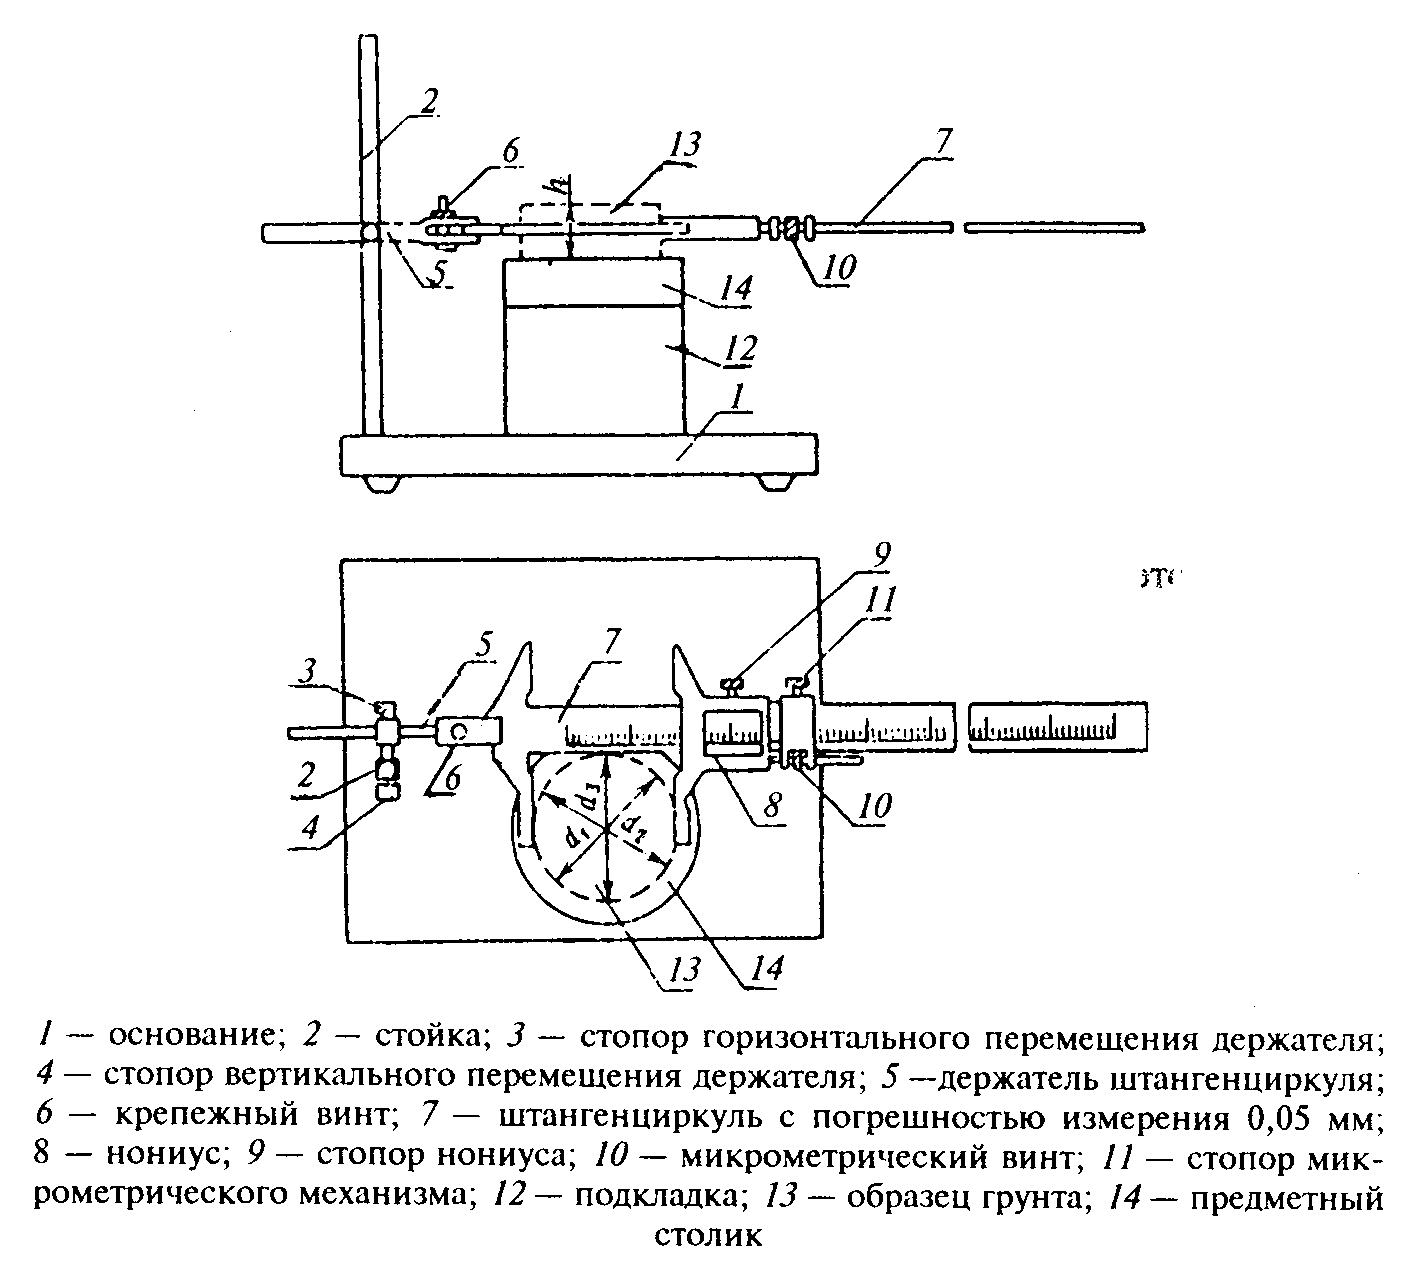 2
6
13
7
h
5
14
10
12
1
9
11
7
5
3
2
6
d3
d1
d2
8
10
4
13
14
1 — основание; 2 — стойка; 3 — стопор горизонтального перемещения держателя;
4 — стопор вертикального перемещения держателя; 5 —держатель штангенциркуля;
6 — крепежный винт; 7 — штангенциркуль с погрешностью измерения 0,05 мм;
8 — нониус; 9 — стопор нониуса; 10 — микрометрический винт; 11 — стопор мик-
рометрического механизма; 12 — подкладка; 13 — образец грунта; 14 — предметный
столик